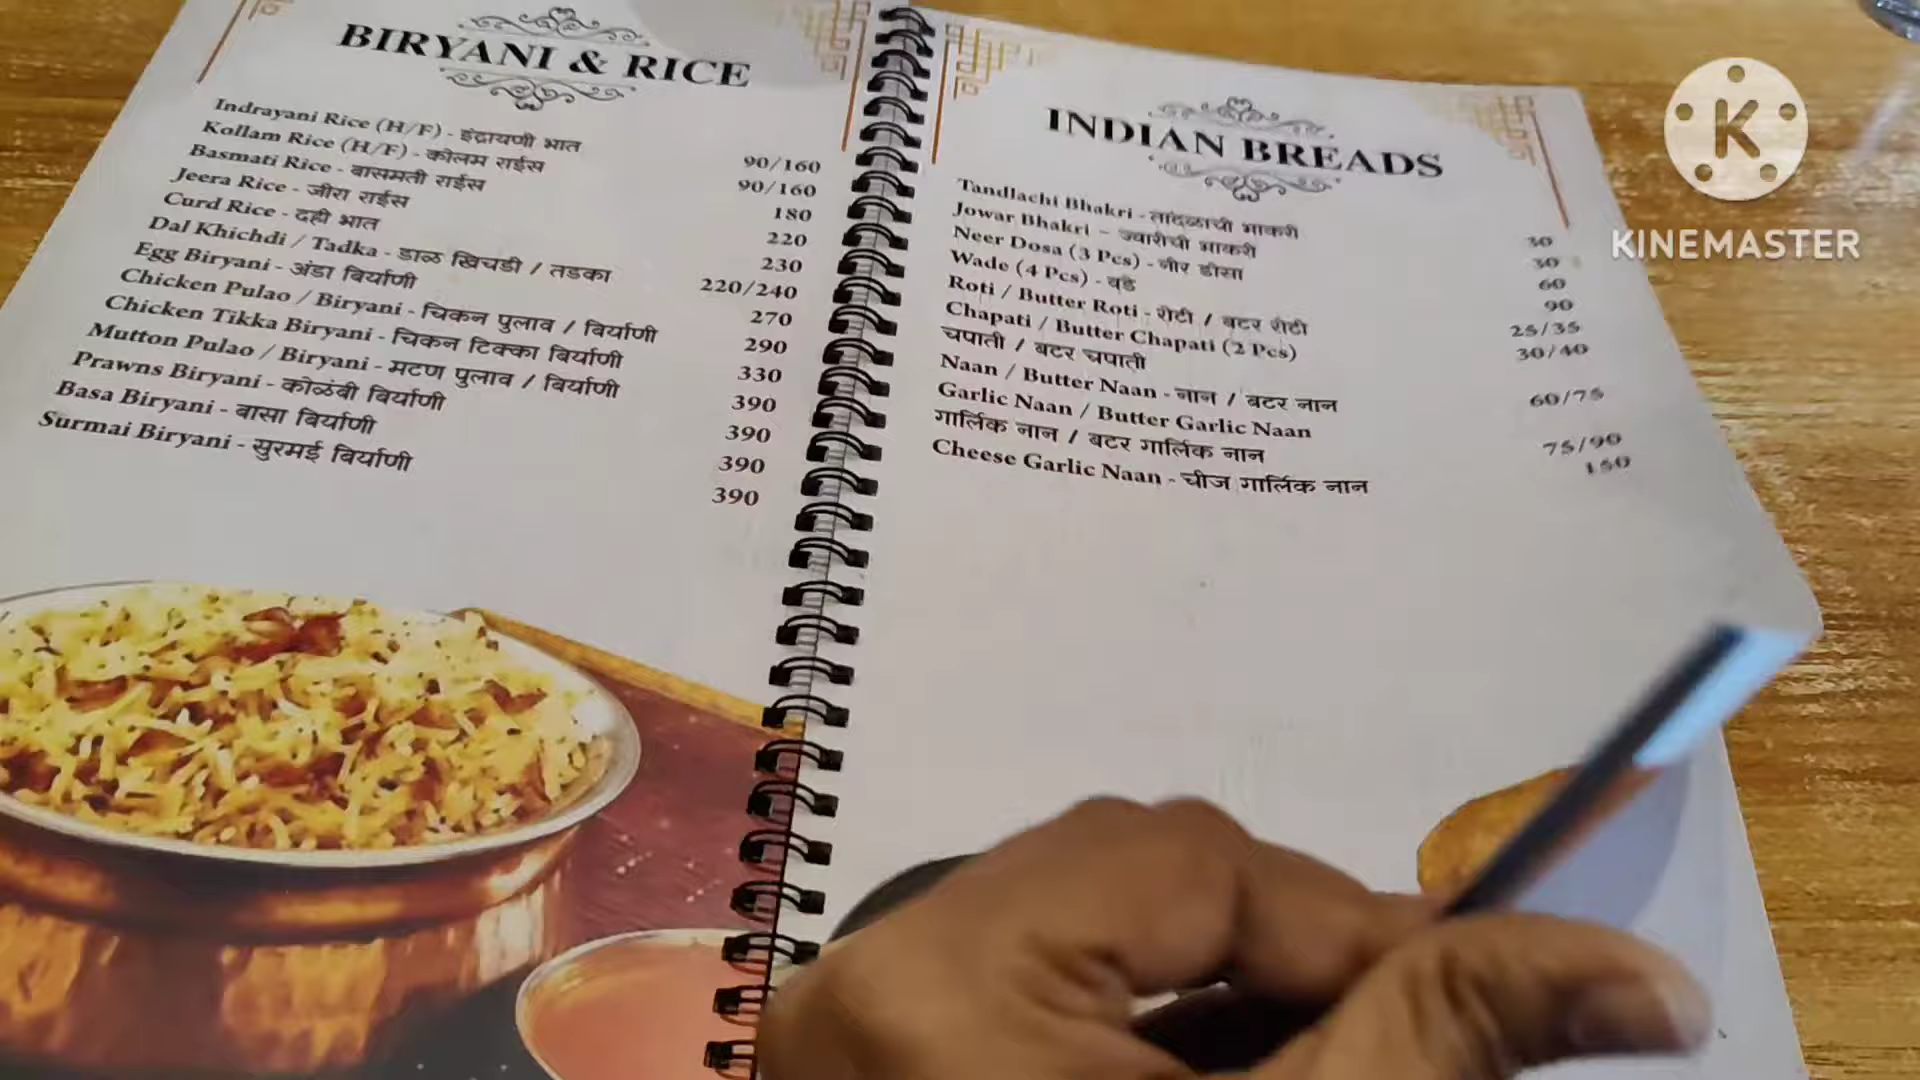 BIRYANI & RICE
Indrayani Rice (H/F) - इंद्रायणी भात 90/160
Kollam Rice (H/F) - कोलम राईस 90/160
Basmati Rice - बासमती राईस 180
Jeera Rice - जीरा राईस 220
Curd Rice - दही भात 230
Dal Khichdi / Tadka - डाळ खिचडी / तडका 220/240
Egg Biryani - अंडा बिर्याणी 270
Chicken Pulao / Biryani - चिकन पुलाव / बिर्याणी 290
Chicken Tikka Biryani - चिकन टिक्का बिर्याणी 330
Mutton Pulao / Biryani - मटण पुलाव / बिर्याणी 390
Prawns Biryani - कोळंबी बिर्याणी 390
Basa Biryani - बासा बिर्याणी 390
Surmai Biryani - सुरमई बिर्याणी 390
INDIAN BREADS
Tandlachi Bhakri - तांदळाची भाकरी 30
Jowar Bhakri – ज्वारीची भाकरी 30
Neer Dosa (3 Pcs) - नीर डोसा 60
Wade (4 Pcs) - वडे 90
Roti / Butter Roti - रोटी / बटर रोटी 25/35
Chapati / Butter Chapati (2 Pcs) 30/40
चपाती / बटर चपाती
Naan / Butter Naan - नान / बटर नान 60/75
Garlic Naan / Butter Garlic Naan
गार्लिक नान / बटर गार्लिक नान 75/90
Cheese Garlic Naan - चीज गार्लिक नान 150
K
KINEMASTER